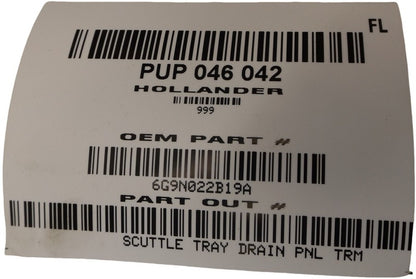 FL
PUP 046 042
HOLLANDER
999
OEM PART #
6G9N022B19A
PART OUT #
SCUTTLE TRAY DRAIN PNL TRM